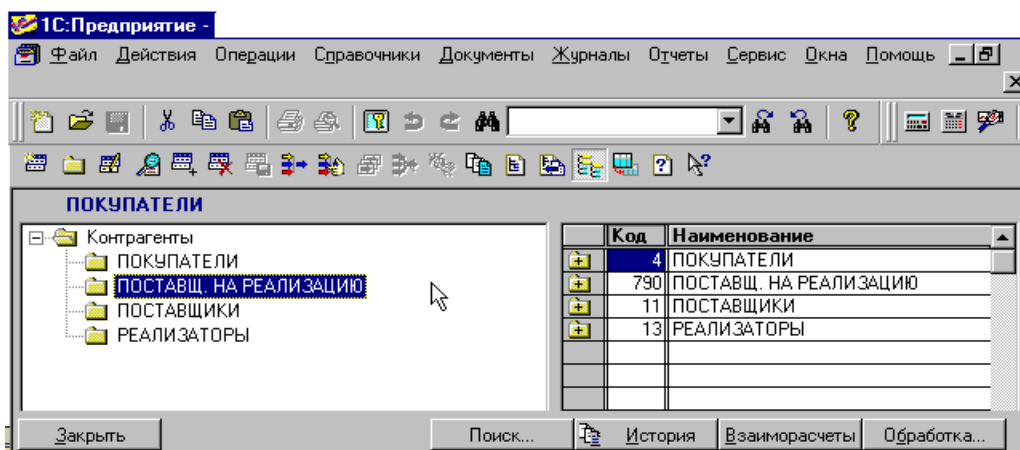 1С:Предприятие -
Файл Действия Операции Справочники Документы Журналы Отчеты Сервис Окна Помощь
ПОКУПАТЕЛИ
Контрагенты
ПОКУПАТЕЛИ
ПОСТАВЩ. НА РЕАЛИЗАЦИЮ
ПОСТАВЩИКИ
РЕАЛИЗАТОРЫ
Код Наименование
4 ПОКУПАТЕЛИ
790 ПОСТАВЩ. НА РЕАЛИЗАЦИЮ
11 ПОСТАВЩИКИ
13 РЕАЛИЗАТОРЫ
Закрыть Поиск... История Взаиморасчеты Обработка...